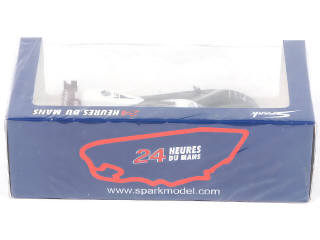 24 HEURES DU MANS
Spark
24 HEURES
DU MANS
www.sparkmodel.com